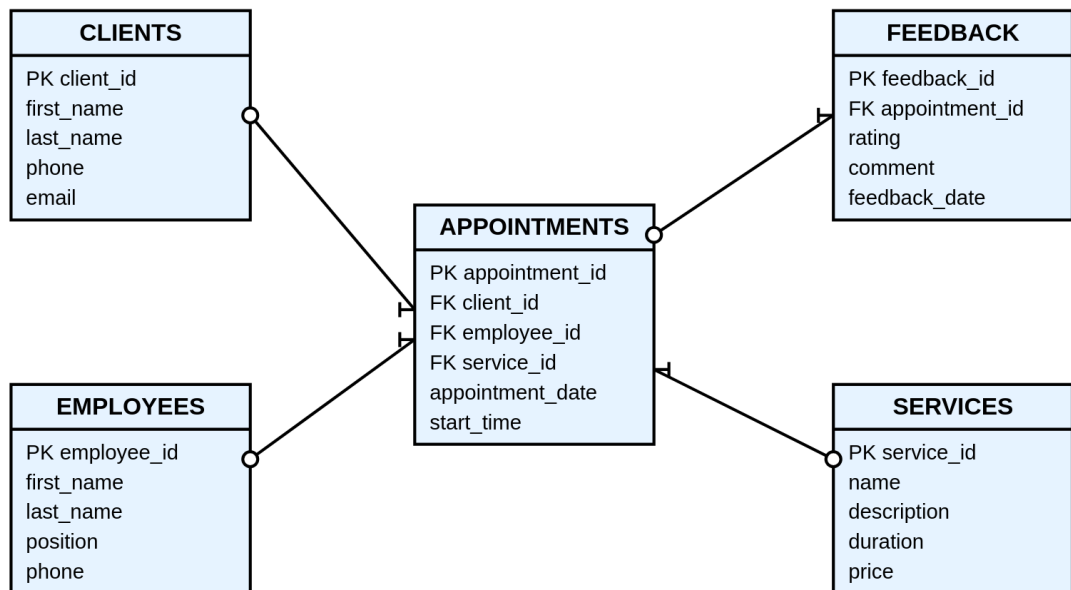 CLIENTS
PK client_id
first_name
last_name
phone
email
FEEDBACK
PK feedback_id
FK appointment_id
rating
comment
feedback_date
APPOINTMENTS
PK appointment_id
FK client_id
FK employee_id
FK service_id
appointment_date
start_time
EMPLOYEES
PK employee_id
first_name
last_name
position
phone
SERVICES
PK service_id
name
description
duration
price